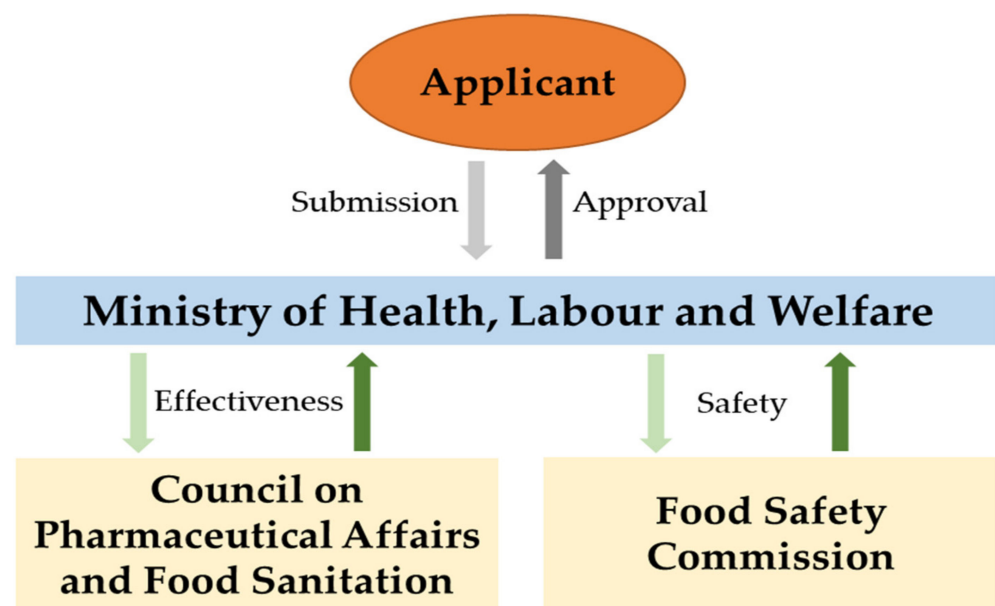 Applicant
Submission
Approval
Ministry of Health, Labour and Welfare
Effectiveness
Safety
Council on
Pharmaceutical Affairs
and Food Sanitation
Food Safety
Commission